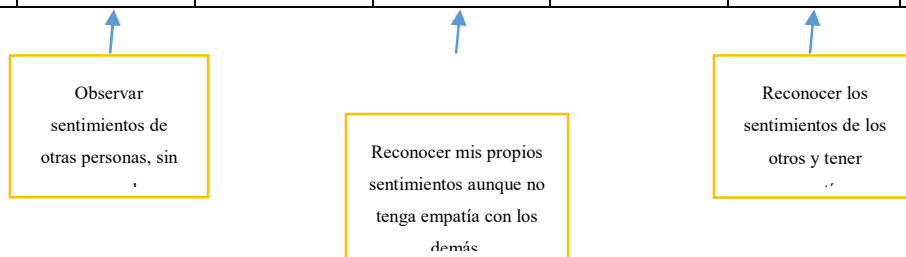 Observar
sentimientos de
otras personas, sin
Reconocer mis propios
sentimientos aunque no
tenga empatía con los
demás
Reconocer los
sentimientos de los
otros y tener